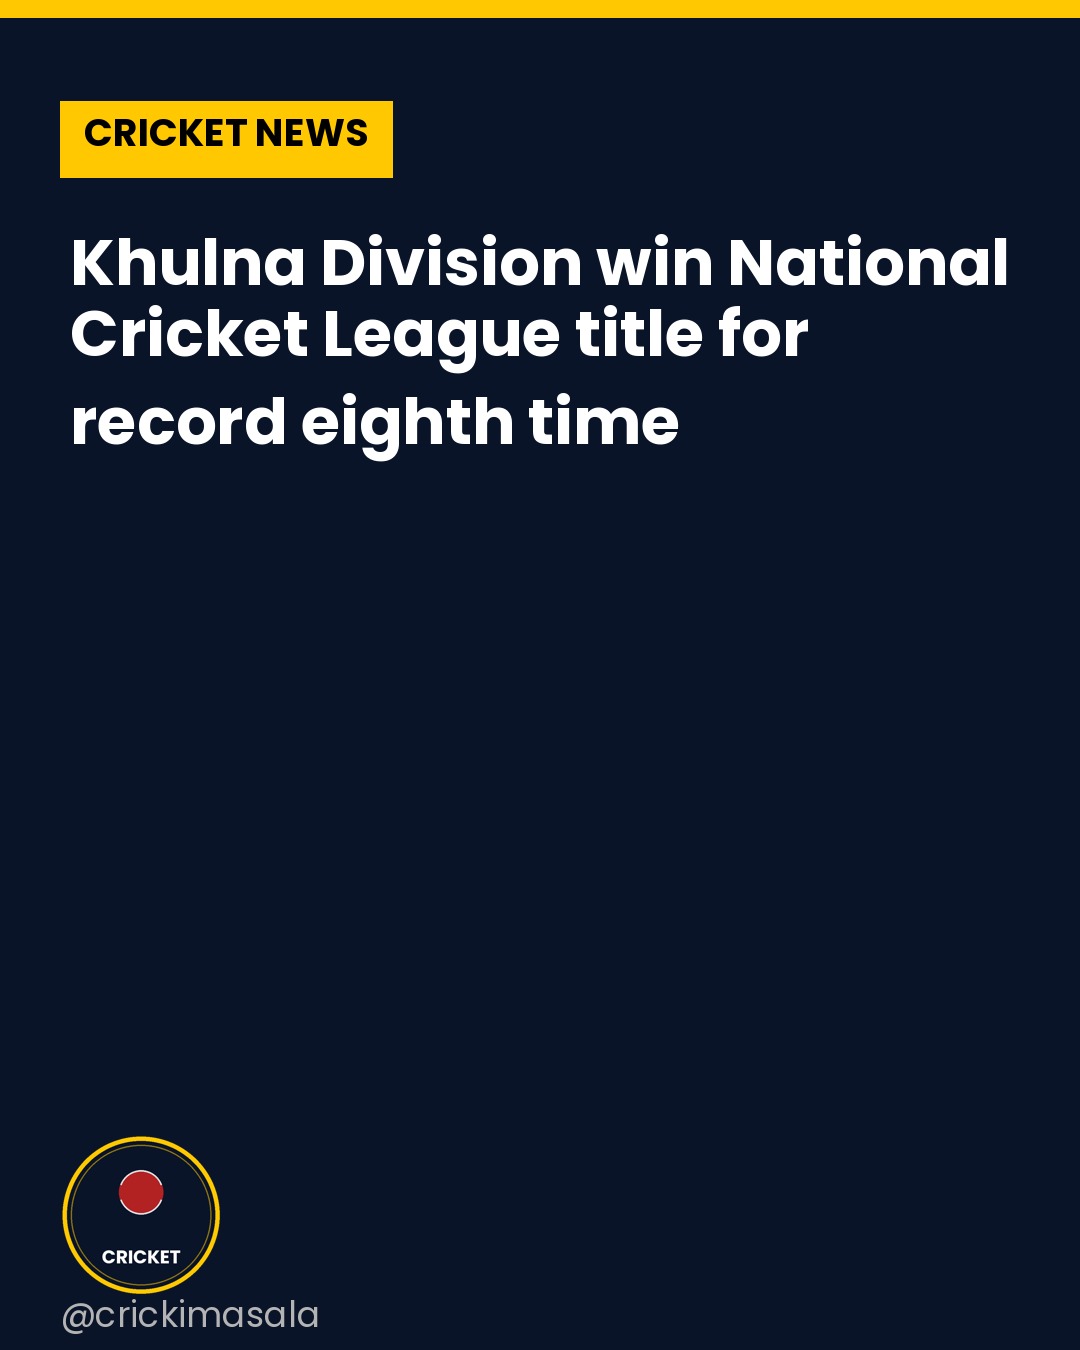 CRICKET NEWS
Khulna Division win National
Cricket League title for
record eighth time
CRICKET
@crickimasala